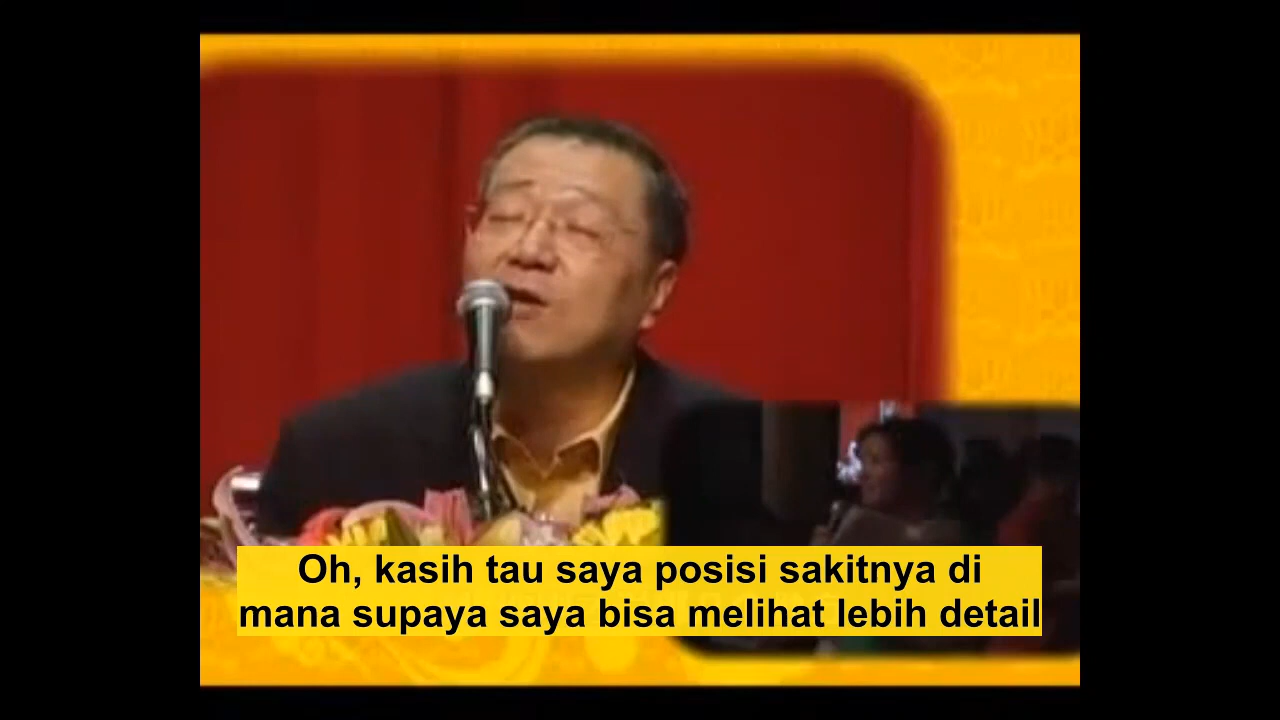 Oh, kasih tau saya posisi sakitnya di
mana supaya saya bisa melihat lebih detail